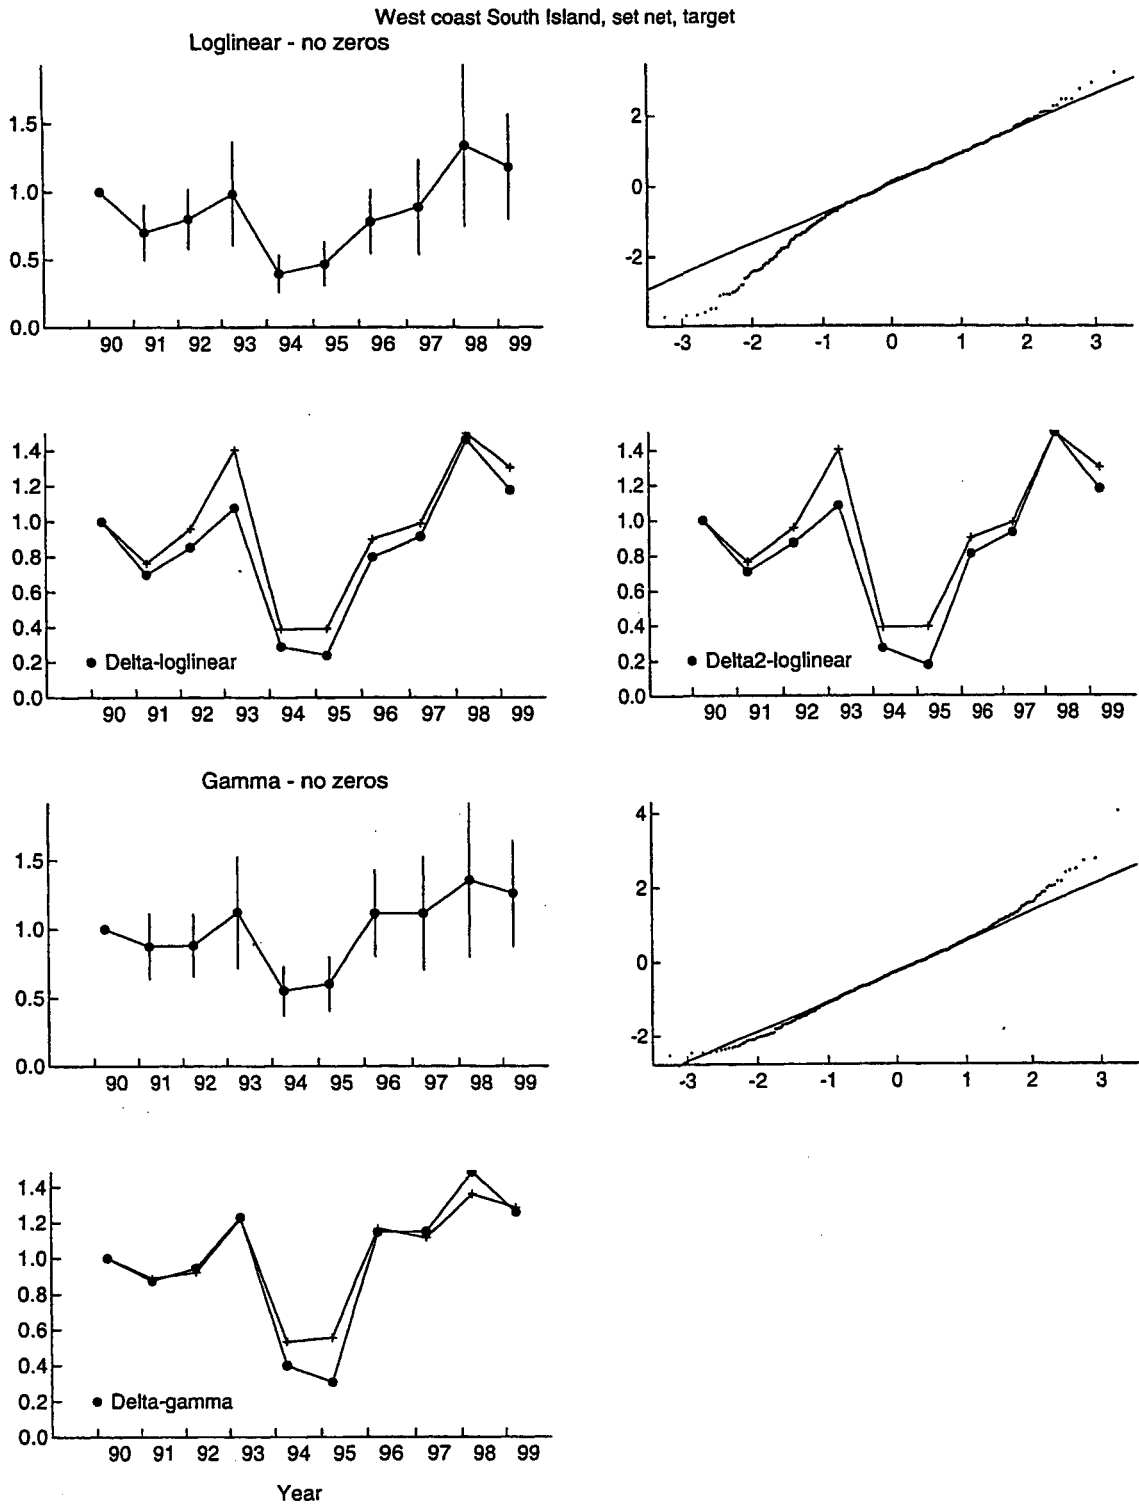 West coast South Island, set net, target
Loglinear - no zeros
1.5
1.0
0.5
0.0
90 91 92 93 94 95 96 97 98 99
2
0
-2
-3 -2 -1 0 1 2 3
1.4
1.2
1.0
0.8
0.6
0.4
0.2
0.0
Delta-loglinear
90 91 92 93 94 95 96 97 98 99
1.4
1.2
1.0
0.8
0.6
0.4
0.2
0.0
Delta2-loglinear
90 91 92 93 94 95 96 97 98 99
Gamma - no zeros
1.5
1.0
0.5
0.0
90 91 92 93 94 95 96 97 98 99
4
2
0
-2
-3 -2 -1 0 1 2 3
1.4
1.2
1.0
0.8
0.6
0.4
0.2
0.0
Delta-gamma
90 91 92 93 94 95 96 97 98 99
Year